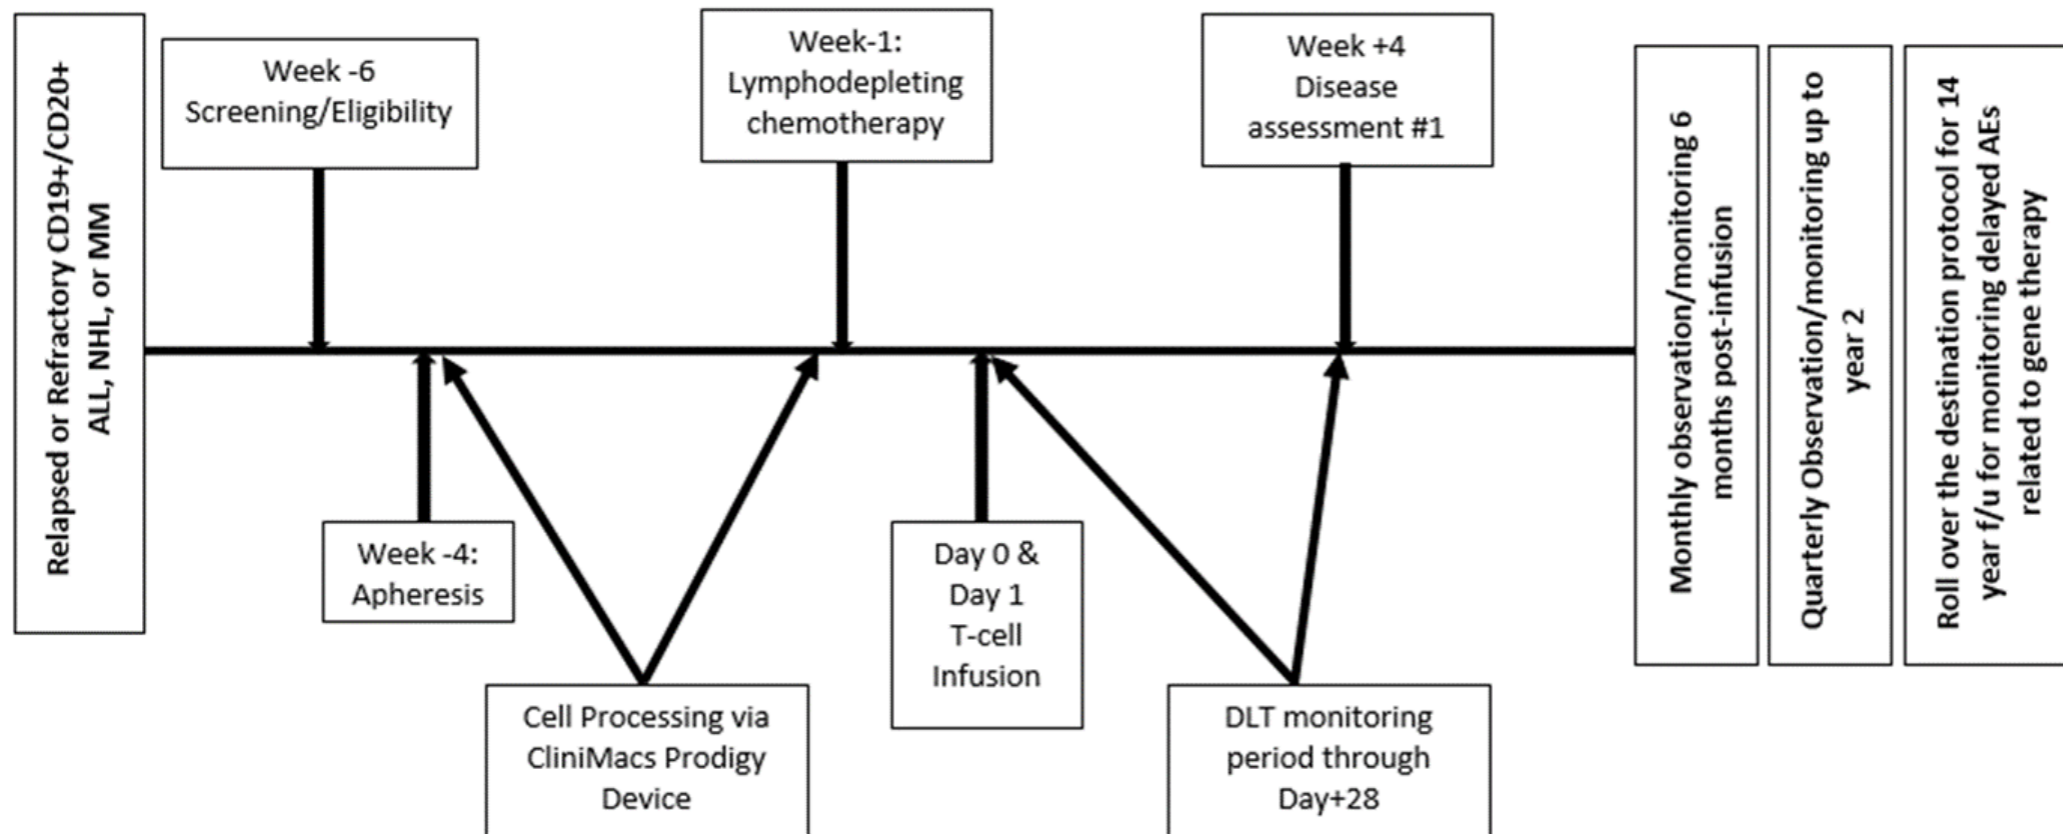 Relapsed or Refractory CD19+/CD20+
ALL, NHL, or MM
Week -6
Screening/Eligibility
Week-1:
Lymphodepleting
chemotherapy
Week +4
Disease
assessment #1
Week -4:
Apheresis
Cell Processing via
CliniMacs Prodigy
Device
Day 0 &
Day 1
T-cell
Infusion
DLT monitoring
period through
Day+28
Monthly observation/monitoring 6
months post-infusion
Quarterly Observation/monitoring up to
year 2
Roll over the destination protocol for 14
year f/u for monitoring delayed AEs
related to gene therapy